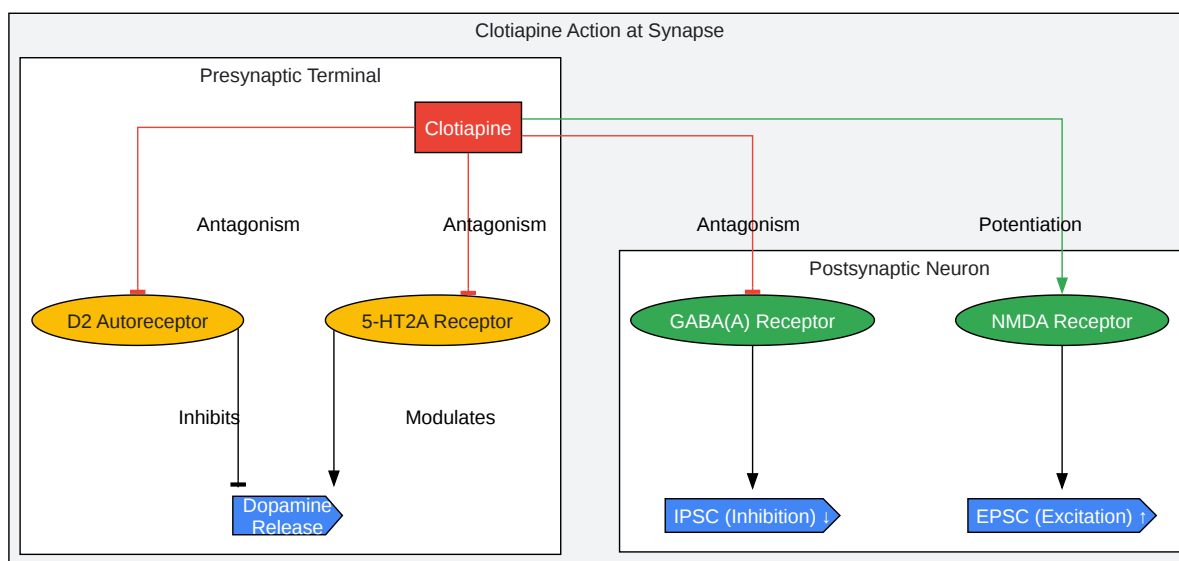 Clotiapine Action at Synapse
Presynaptic Terminal
Clotiapine
Antagonism
Antagonism
Antagonism
Potentiation
Postsynaptic Neuron
D2 Autoreceptor
5-HT2A Receptor
GABA(A) Receptor
NMDA Receptor
Inhibits
Modulates
Dopamine
Release
IPSC (Inhibition) ↓
EPSC (Excitation) ↑